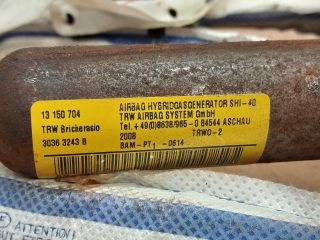 13 150 704
TRW Bricherasio
3036 3243 B
AIRBAG HYBRIDGASGENERATOR SHI-40
TRW AIRBAG SYSTEM GmbH
Tel. +49(0)8638/965-0 84544 ASCHAU
2008 TRWO-2
BAM-PT1-0614
ATTENTION